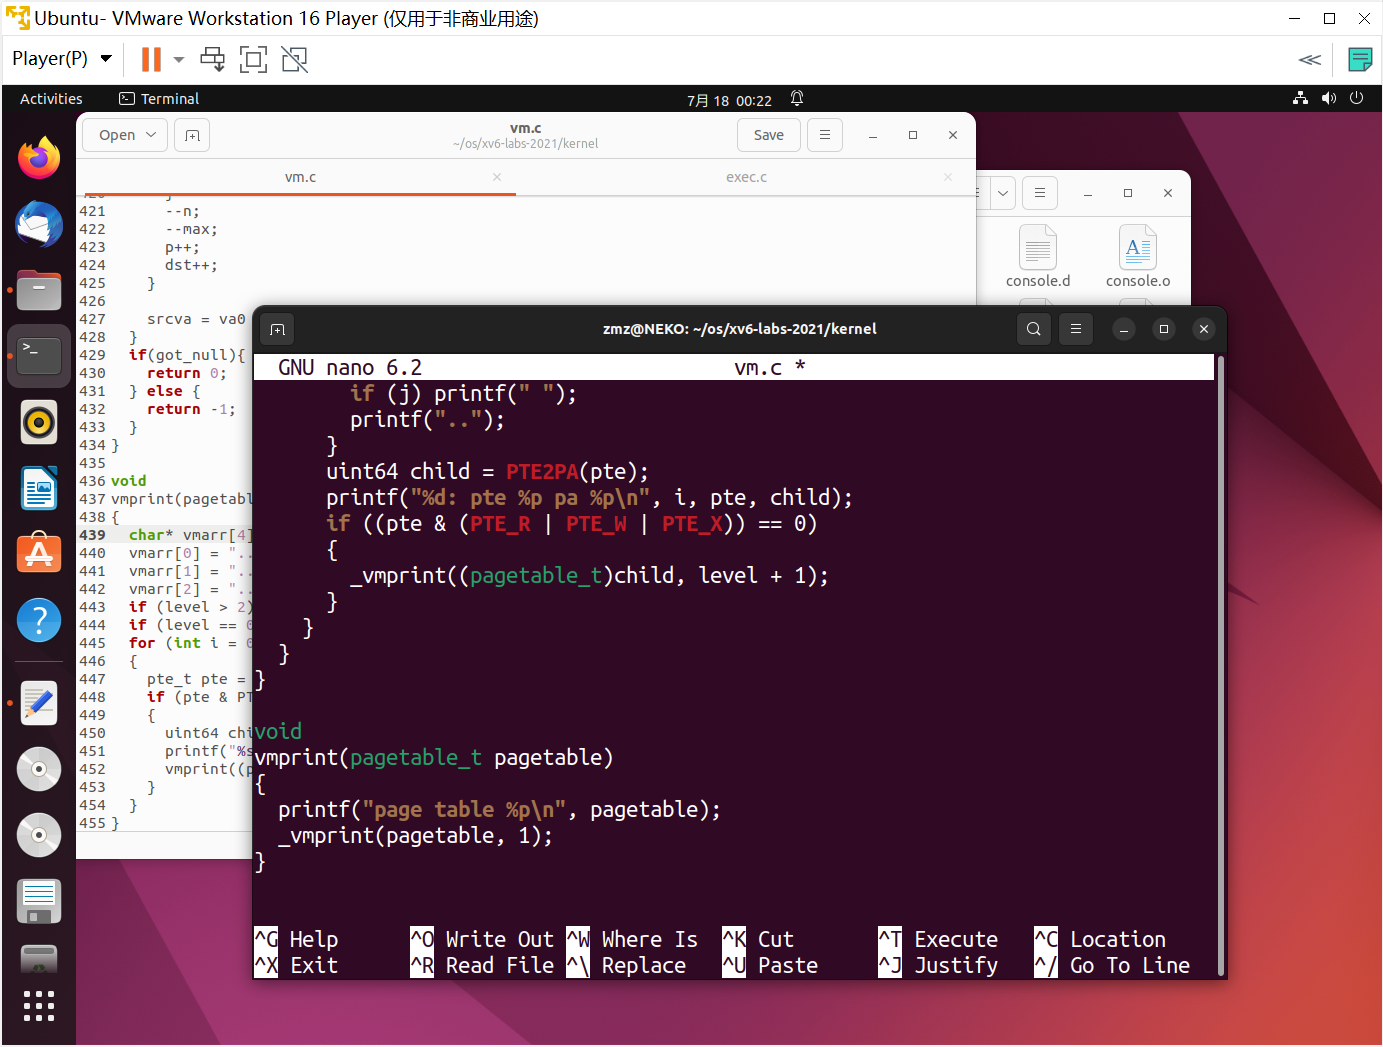 Ubuntu- VMware Workstation 16 Player (仅用于非商业用途)
Player(P)
Activities
Terminal
7月 18 00:22
Open
vm.c
~/os/xv6-labs-2021/kernel
Save
vm.c
exec.c
421 --n;
422 --max;
423 p++;
424 dst++;
425 }
426
427 srcva = va0
428 }
429 if(got_null){
430 return 0;
431 } else {
432 return -1;
433 }
434 }
435
436 void
437 vmprint(pagetabl
438 {
439 char* vmarr[4]
440 vmarr[0] = "..
441 vmarr[1] = "..
442 vmarr[2] = "..
443 if (level > 2)
444 if (level == 0
445 for (int i = 0
446 {
447 pte_t pte =
448 if (pte & PT
449 {
450 uint64 chi
451 printf("%s
452 vmprint((p
453 }
454 }
455 }
console.d
console.o
zmz@NEKO: ~/os/xv6-labs-2021/kernel
GNU nano 6.2 vm.c *
if (j) printf(" ");
printf("..");
}
uint64 child = PTE2PA(pte);
printf("%d: pte %p pa %p\n", i, pte, child);
if ((pte & (PTE_R | PTE_W | PTE_X)) == 0)
{
_vmprint((pagetable_t)child, level + 1);
}
}
}
}
void
vmprint(pagetable_t pagetable)
{
printf("page table %p\n", pagetable);
_vmprint(pagetable, 1);
}
^G Help ^O Write Out ^W Where Is ^K Cut ^T Execute ^C Location
^X Exit ^R Read File ^\ Replace ^U Paste ^J Justify ^/ Go To Line